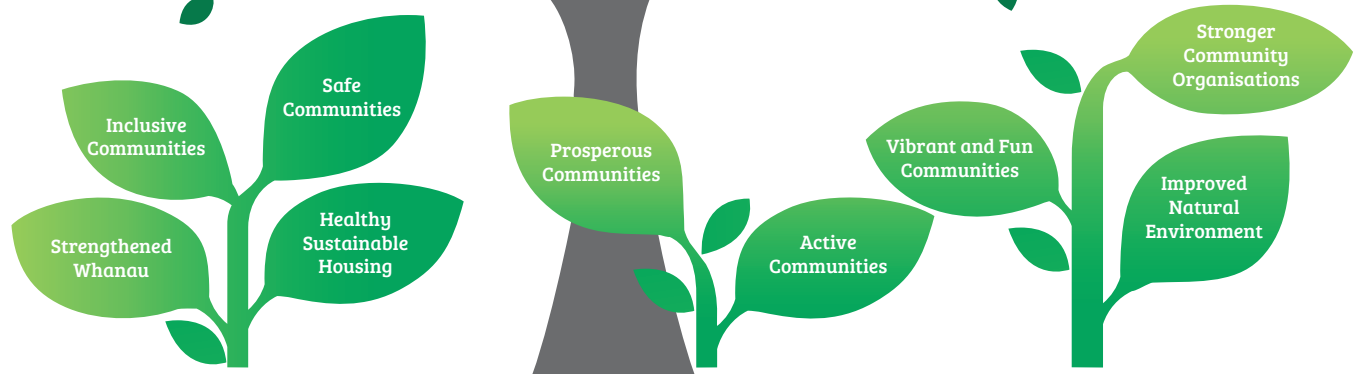 Safe
Communities
Inclusive
Communities
Healthy
Sustainable
Housing
Strengthened
Whanau
Prosperous
Communities
Active
Communities
Stronger
Community
Organisations
Vibrant and Fun
Communities
Improved
Natural
Environment